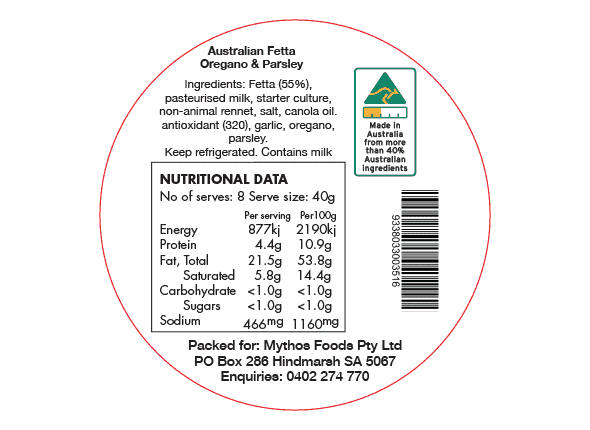 Australian Fetta
Oregano & Parsley
Ingredients: Fetta (55%),
pasteurised milk, starter culture,
non-animal rennet, salt, canola oil.
antioxidant (320), garlic, oregano,
parsley.
Keep refrigerated. Contains milk
Made in
Australia
from more
than 40%
Australian
ingredients
NUTRITIONAL DATA
No of serves: 8 Serve size: 40g
Per serving Per100g
Energy 877kj 2190kj
Protein 4.4g 10.9g
Fat, Total 21.5g 53.8g
Saturated 5.8g 14.4g
Carbohydrate <1.0g <1.0g
Sugars <1.0g <1.0g
Sodium 466mg 1160mg
9338033003516
Packed for: Mythos Foods Pty Ltd
PO Box 286 Hindmarsh SA 5067
Enquiries: 0402 274 770